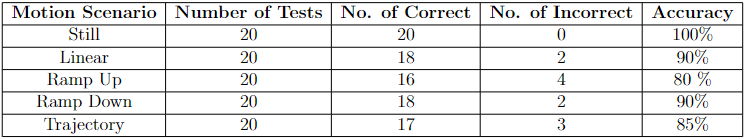 Motion Scenario Number of Tests No. of Correct No. of Incorrect Accuracy
Still 20 20 0 100%
Linear 20 18 2 90%
Ramp Up 20 16 4 80 %
Ramp Down 20 18 2 90%
Trajectory 20 17 3 85%